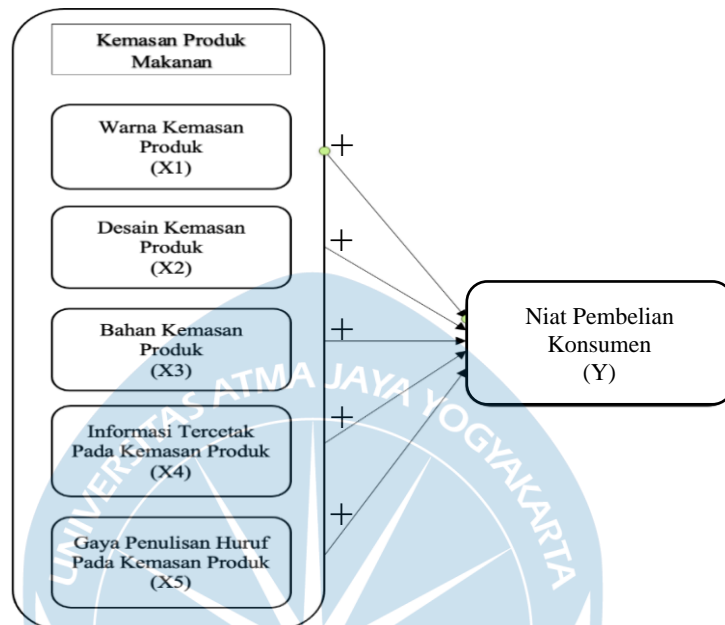 Kemasan Produk
Makanan
Warna Kemasan
Produk
(X1)
+
Desain Kemasan
Produk
(X2)
+
Bahan Kemasan
Produk
(X3)
+
Informasi Tercetak
Pada Kemasan Produk
(X4)
+
Gaya Penulisan Huruf
Pada Kemasan Produk
(X5)
+
Niat Pembelian
Konsumen
(Y)
UNIVERSITAS ATMA JAYA YOGYAKARTA